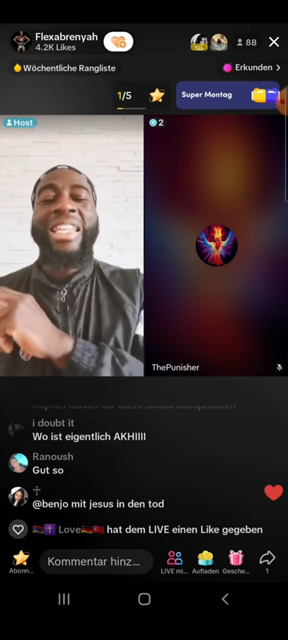 Flexabrenyah
4.2K Likes
88
Wöchentliche Rangliste
Erkunden
1/5
Super Montag
Host
2
ThePunisher
i doubt it
Wo ist eigentlich AKHIIII
Ranoush
Gut so
@benjo mit jesus in den tod
Love hat dem LIVE einen Like gegeben
Kommentar hinz...
Abonn...
LIVE mi...
Aufladen
Gesche...
1